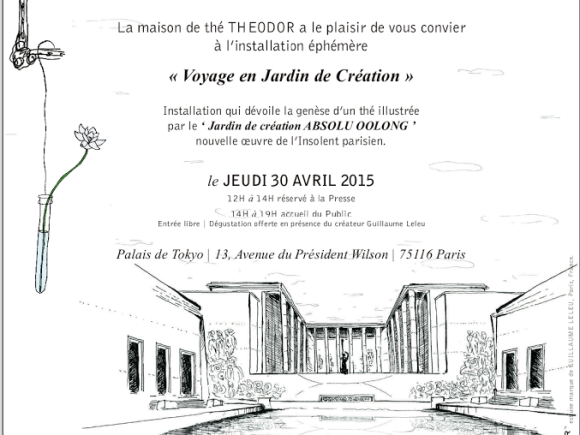 La maison de thé THEODOR a le plaisir de vous convier
à l'installation éphémère
« Voyage en Jardin de Création »
Installation qui dévoile la genèse d'un thé illustrée
par le ‘ Jardin de création ABSOLU OOLONG ’
nouvelle œuvre de l'Insolent parisien.
le JEUDI 30 AVRIL 2015
12H à 14H réservé à la Presse
14H à 19H accueil du Public
Entrée libre | Dégustation offerte en présence du créateur Guillaume Leleu
Palais de Tokyo | 13, Avenue du Président Wilson | 75116 Paris
marque de GUILLAUME LELEU, Paris, France.